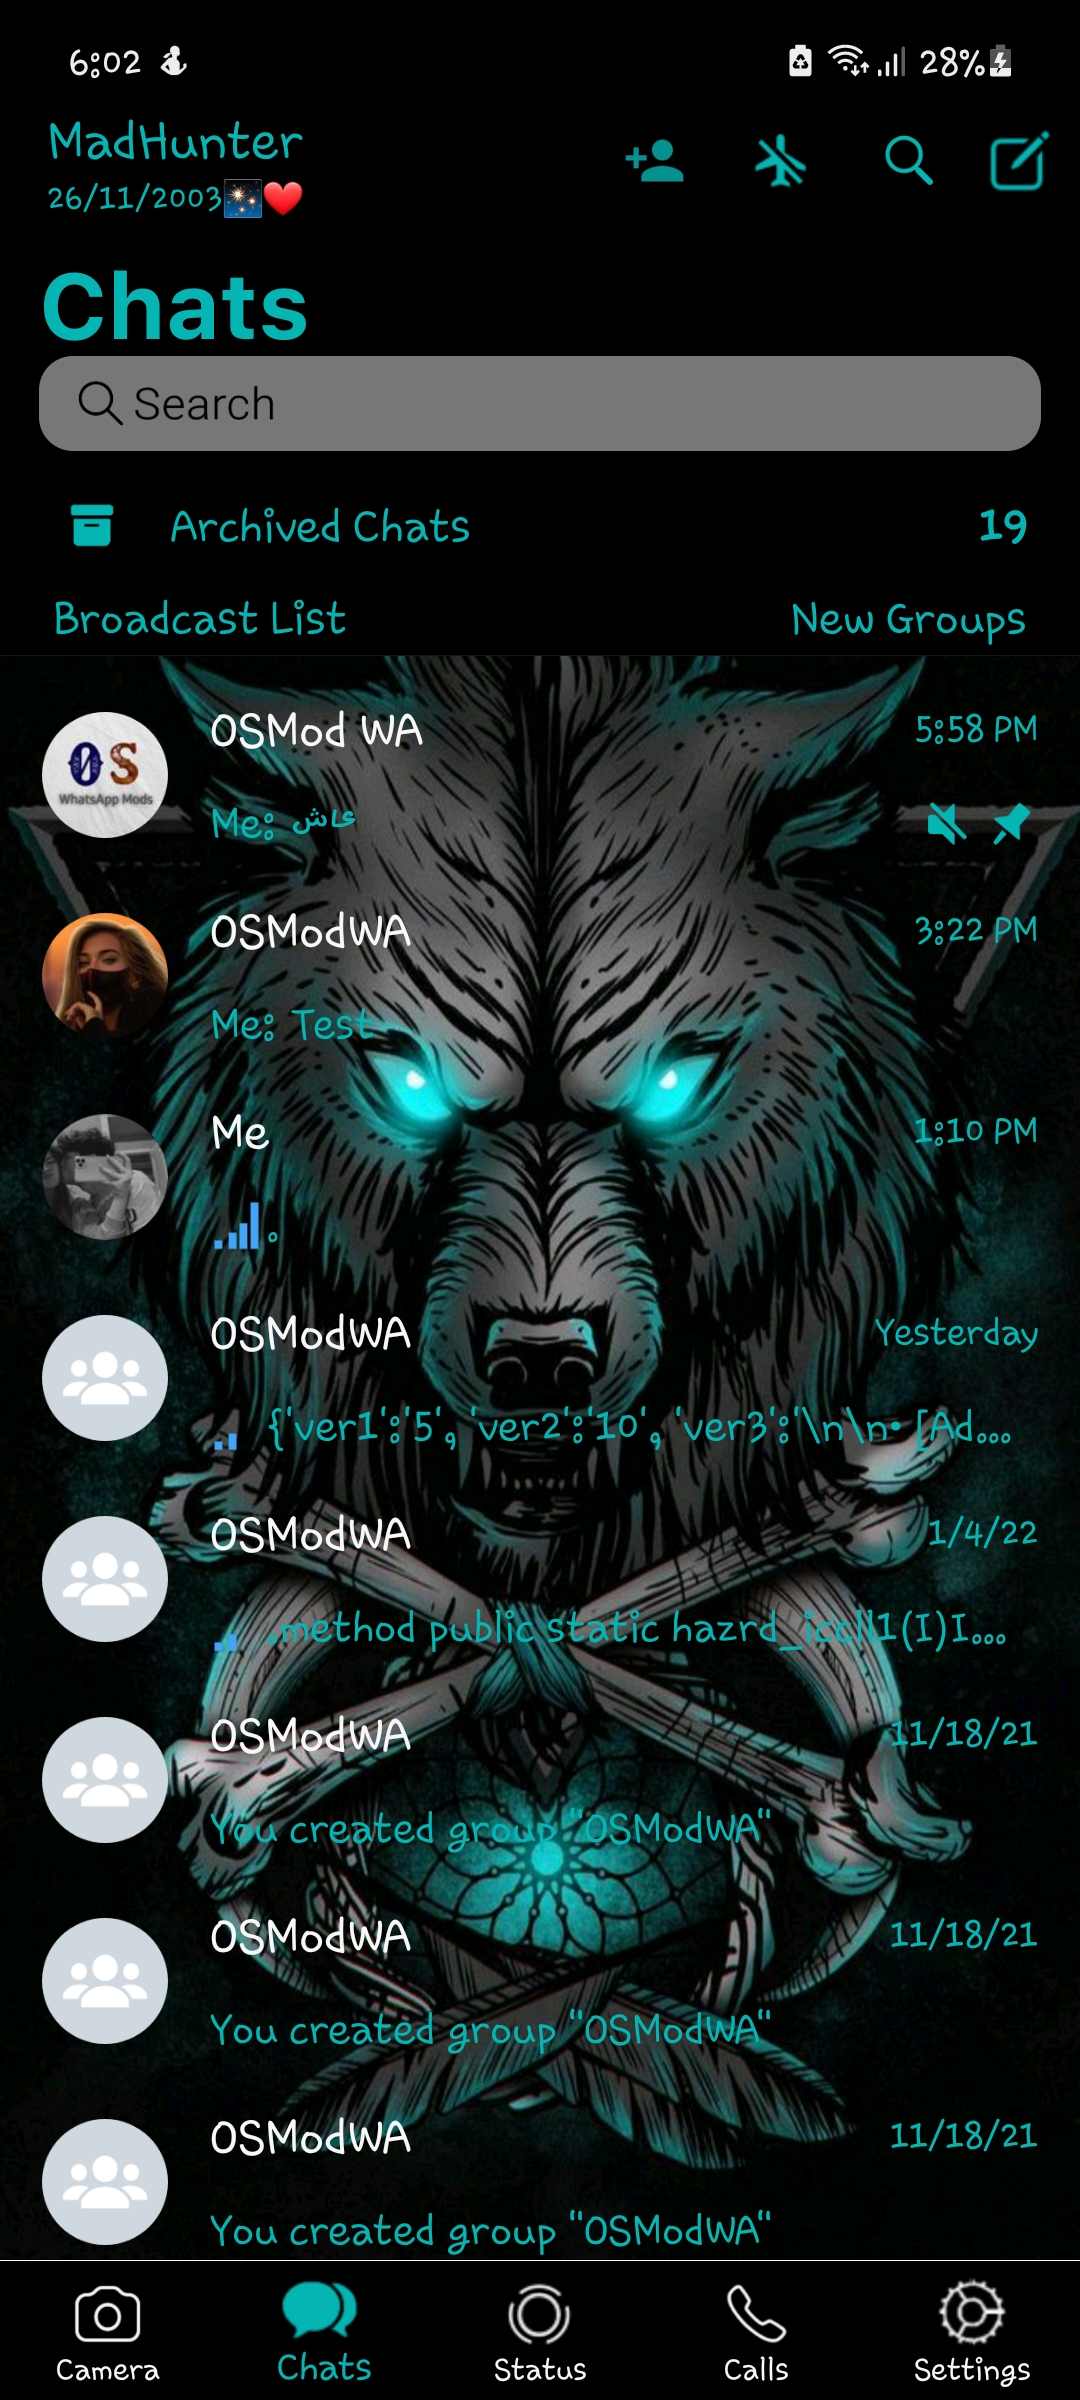 6:02
28%
MadHunter
26/11/2003🎇❤️
Chats
Search
Archived Chats 19
Broadcast List New Groups
OSMod WA 5:58 PM
OS
WhatsApp Mods
Me: عاش
OSModWA 3:22 PM
Me: Test
Me 1:10 PM
OSModWA Yesterday
{'ver1':'5', 'ver2':'10', 'ver3':'\n\n• [Ad...
OSModWA 1/4/22
.method public static hazrd_iccll1(I)I...
OSModWA 11/18/21
You created group "OSModWA"
OSModWA 11/18/21
You created group "OSModWA"
OSModWA 11/18/21
You created group "OSModWA"
Camera Chats Status Calls Settings